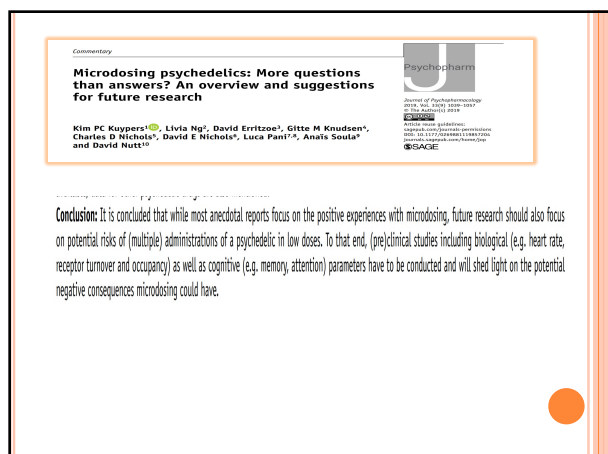 Commentary
Microdosing psychedelics: More questions
than answers? An overview and suggestions
for future research
Kim PC Kuypers¹, Livia Ng², David Erritzoe³, Gitte M Knudsen⁴,
Charles D Nichols⁵, David E Nichols⁶, Luca Pani⁷,⁸, Anaïs Soula⁹
and David Nutt¹⁰
J
Psychopharm
Journal of Psychopharmacology
2019, Vol. 33(9) 1039–1057
© The Author(s) 2019
Article reuse guidelines:
sagepub.com/journals-permissions
DOI: 10.1177/0269881119857204
journals.sagepub.com/home/jop
SAGE
Conclusion: It is concluded that while most anecdotal reports focus on the positive experiences with microdosing, future research should also focus
on potential risks of (multiple) administrations of a psychedelic in low doses. To that end, (pre)clinical studies including biological (e.g. heart rate,
receptor turnover and occupancy) as well as cognitive (e.g. memory, attention) parameters have to be conducted and will shed light on the potential
negative consequences microdosing could have.